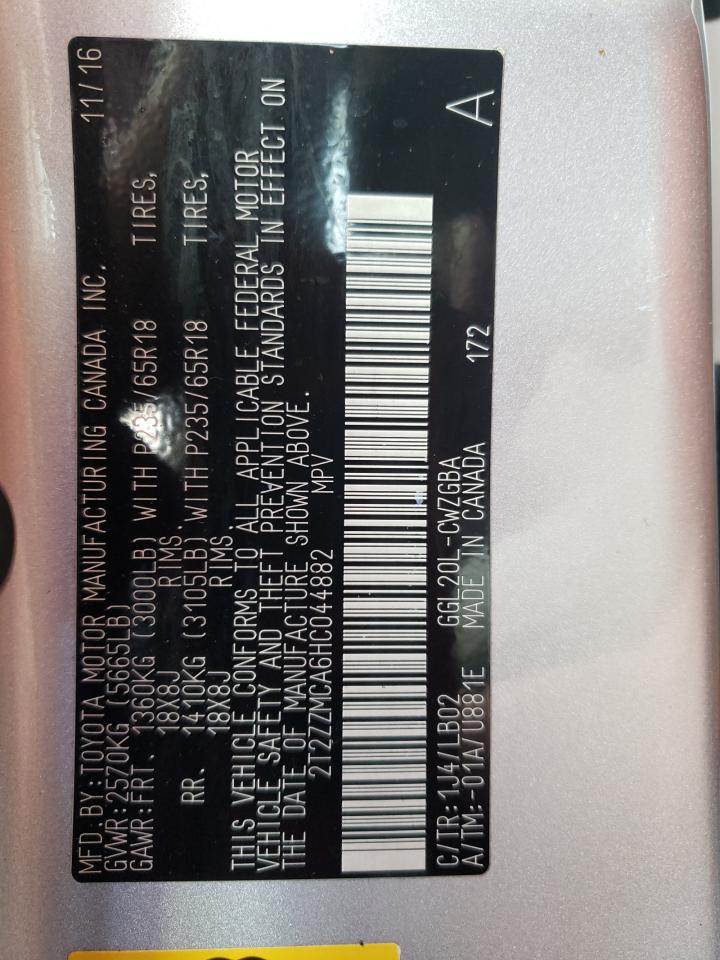 MFD.BY:TOYOTA MOTOR MANUFACTURING CANADA INC. 11/16
GVWR:2570KG (5665LB)
GAWR:FRT. 1360KG (3000LB) WITH P235/65R18 TIRES,
18X8J RIMS.
RR. 1410KG (3105LB) WITH P235/65R18 TIRES,
18X8J RIMS.
THIS VEHICLE CONFORMS TO ALL APPLICABLE FEDERAL MOTOR
VEHICLE SAFETY AND THEFT PREVENTION STANDARDS IN EFFECT ON
THE DATE OF MANUFACTURE SHOWN ABOVE.
2T2ZZMCA6HC044882 MPV
C/TR:1J4/LB02 GGL20L-CWZGBA
A/TM:-01A/U881E MADE IN CANADA 172 A